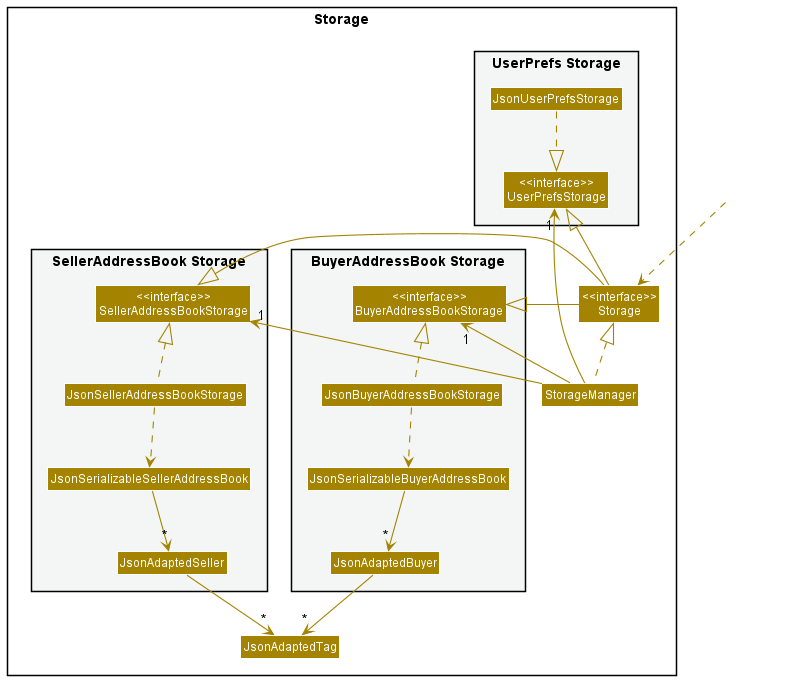 Storage
UserPrefs Storage
JsonUserPrefsStorage
<<interface>>
UserPrefsStorage
1
SellerAddressBook Storage
BuyerAddressBook Storage
<<interface>>
SellerAddressBookStorage
<<interface>>
BuyerAddressBookStorage
<<interface>>
Storage
1
1
JsonSellerAddressBookStorage
JsonBuyerAddressBookStorage
StorageManager
JsonSerializableSellerAddressBook
JsonSerializableBuyerAddressBook
*
*
JsonAdaptedSeller
JsonAdaptedBuyer
*
*
JsonAdaptedTag